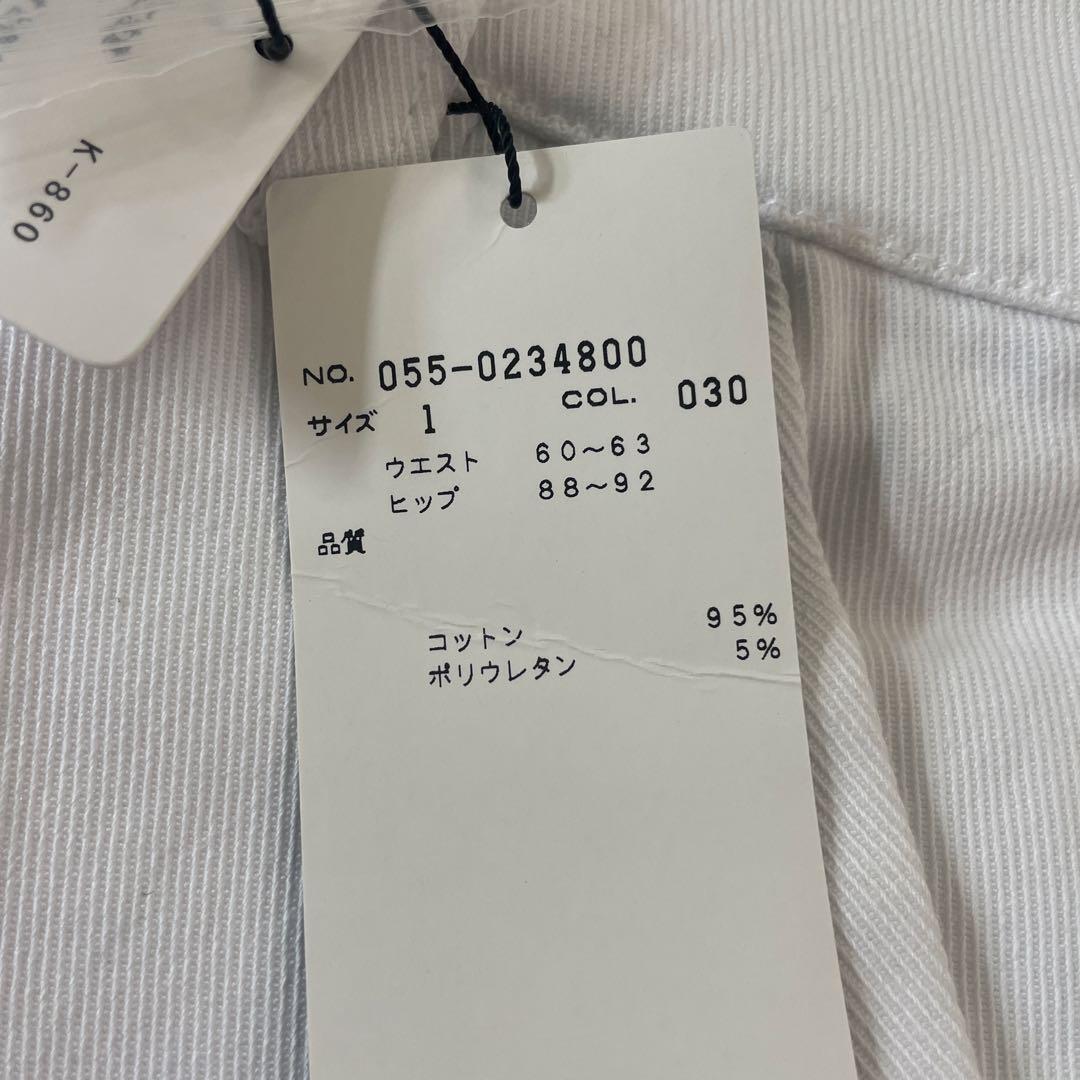 K-860
NO. 055-0234800
サイズ 1 COL. 030
ウエスト 60~63
ヒップ 88~92
品質
コットン 95%
ポリウレタン 5%